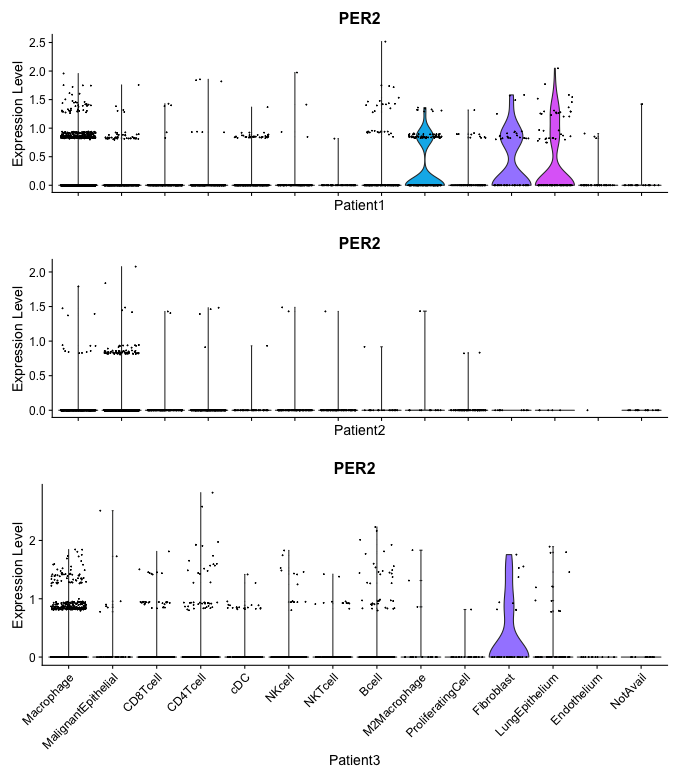 PER2
Expression Level
2.5
2.0
1.5
1.0
0.5
0.0
Patient1
PER2
Expression Level
2.0
1.5
1.0
0.5
0.0
Patient2
PER2
Expression Level
2
1
0
Macrophage
MalignantEpithelial
CD8Tcell
CD4Tcell
cDC
NKcell
NKTcell
Bcell
M2Macrophage
ProliferatingCell
Fibroblast
LungEpithelium
Endothelium
NotAvail
Patient3